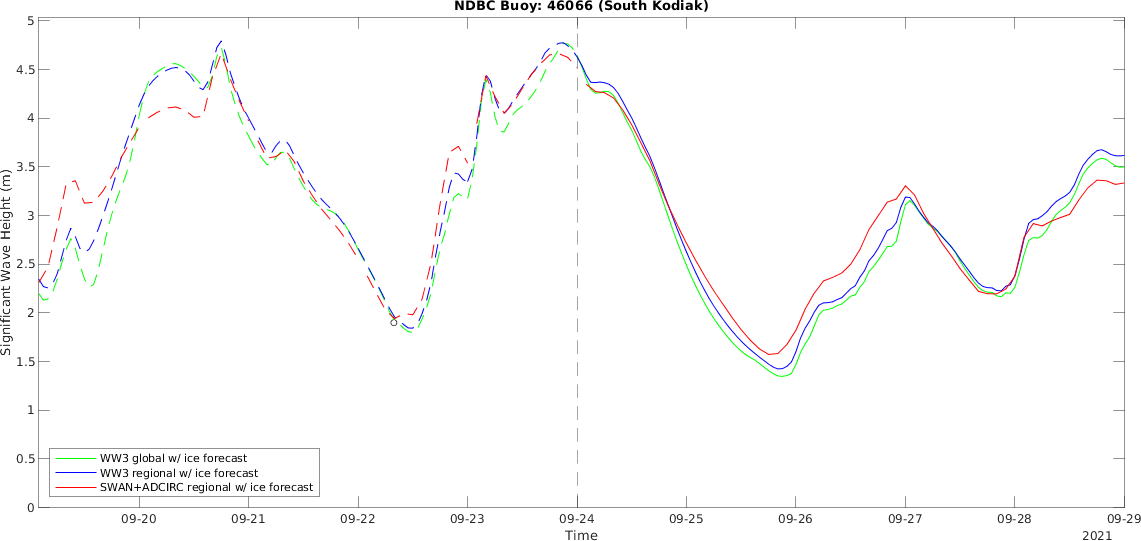 NDBC Buoy: 46066 (South Kodiak)
5
4.5
4
3.5
3
2.5
2
1.5
1
0.5
0
Significant Wave Height (m)
WW3 global w/ ice forecast
WW3 regional w/ ice forecast
SWAN+ADCIRC regional w/ ice forecast
09-20 09-21 09-22 09-23 09-24 09-25 09-26 09-27 09-28 09-29
Time
2021